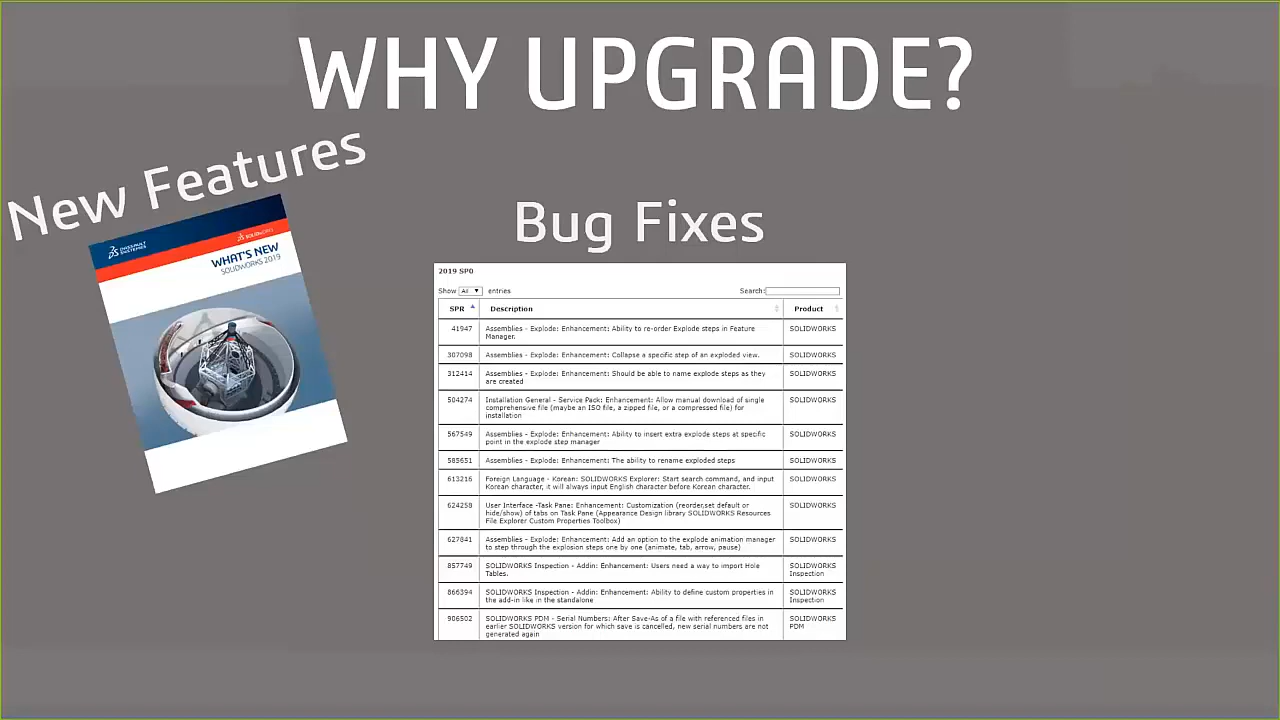 WHY UPGRADE?
New Features
DASSAULT
SYSTEMES
SOLIDWORKS
WHAT'S NEW
SOLIDWORKS 2019
Bug Fixes
2019 SP0
Show All entries Search:
SPR Description Product
41947 Assemblies - Explode: Enhancement: Ability to re-order Explode steps in Feature SOLIDWORKS
Manager.
307098 Assemblies - Explode: Enhancement: Collapse a specific step of an exploded view. SOLIDWORKS
312414 Assemblies - Explode: Enhancement: Should be able to name explode steps as they SOLIDWORKS
are created
504274 Installation General - Service Pack: Enhancement: Allow manual download of single SOLIDWORKS
comprehensive file (maybe an ISO file, a zipped file, or a compressed file) for
installation
567549 Assemblies - Explode: Enhancement: Ability to insert extra explode steps at specific SOLIDWORKS
point in the explode step manager
585651 Assemblies - Explode: Enhancement: The ability to rename exploded steps SOLIDWORKS
613216 Foreign Language - Korean: SOLIDWORKS Explorer: Start search command, and input SOLIDWORKS
Korean character, it will always input English character before Korean character.
624258 User Interface -Task Pane: Enhancement: Customization (reorder,set default or SOLIDWORKS
hide/show) of tabs on Task Pane (Appearance Design library SOLIDWORKS Resources
File Explorer Custom Properties Toolbox)
627841 Assemblies - Explode: Enhancement: Add an option to the explode animation manager SOLIDWORKS
to step through the explosion steps one by one (animate, tab, arrow, pause)
857749 SOLIDWORKS Inspection - Addin: Enhancement: Users need a way to import Hole SOLIDWORKS
Tables. Inspection
866394 SOLIDWORKS Inspection - Addin: Enhancement: Ability to define custom properties in SOLIDWORKS
the add-in like in the standalone Inspection
906502 SOLIDWORKS PDM - Serial Numbers: After Save-As of a file with referenced files in SOLIDWORKS
earlier SOLIDWORKS version for which save is cancelled, new serial numbers are not PDM
generated again